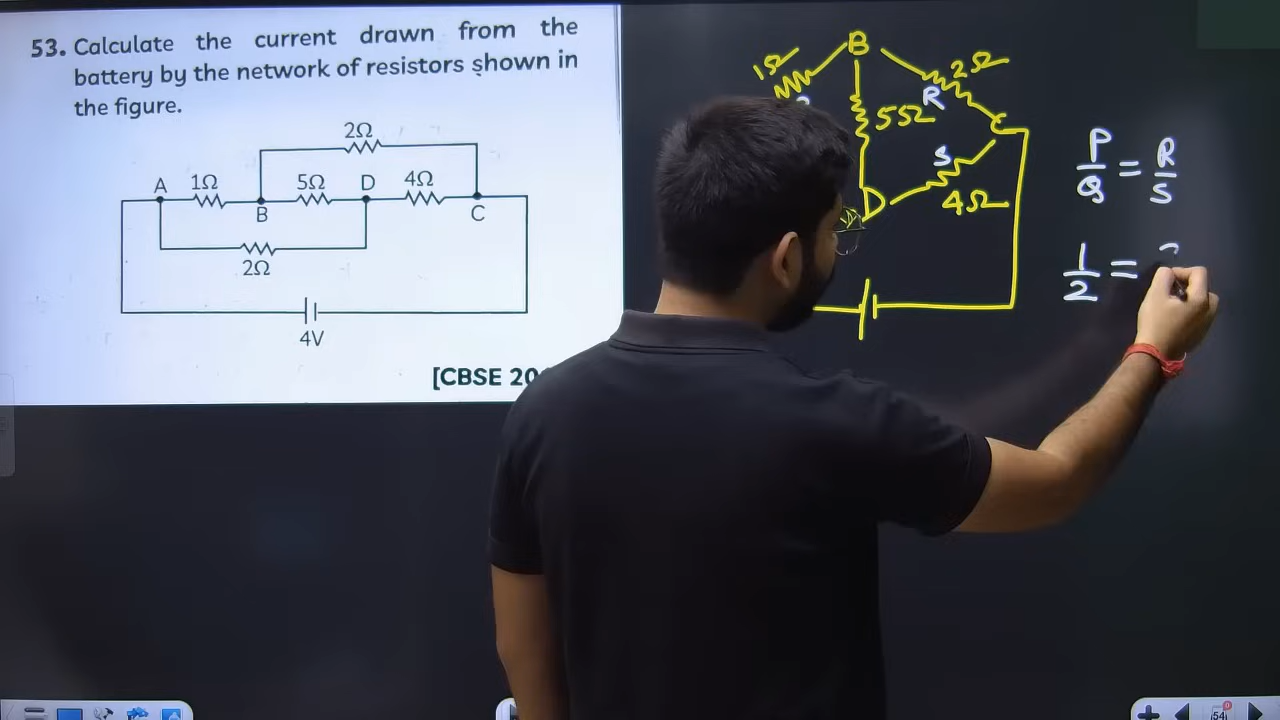 53. Calculate the current drawn from the
battery by the network of resistors shown in
the figure.
2Ω
A 1Ω 5Ω D 4Ω
B C
2Ω
4V
[CBSE 20
B
1Ω 2Ω
R
5Ω C
S
D 4Ω
P/Q = R/S
1/2 =
54